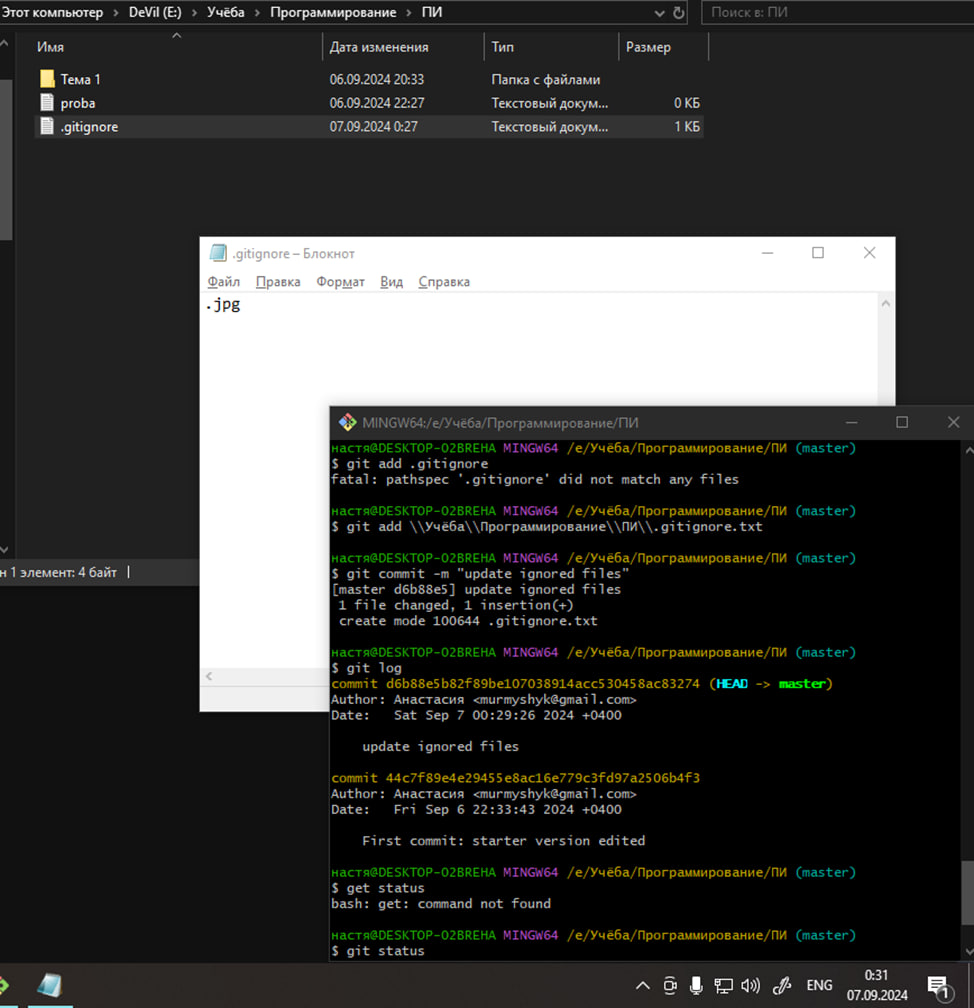 Этот компьютер > DeVil (E:) > Учёба > Программирование > ПИ
Поиск в: ПИ
Имя Дата изменения Тип Размер
Тема 1 06.09.2024 20:33 Папка с файлами
proba 06.09.2024 22:27 Текстовый докум... 0 КБ
.gitignore 07.09.2024 0:27 Текстовый докум... 1 КБ
.gitignore – Блокнот
Файл Правка Формат Вид Справка
.jpg
MINGW64:/e/Учёба/Программирование/ПИ
настя@DESKTOP-O2BREHA MINGW64 /e/Учёба/Программирование/ПИ (master)
$ git add .gitignore
fatal: pathspec '.gitignore' did not match any files
настя@DESKTOP-O2BREHA MINGW64 /e/Учёба/Программирование/ПИ (master)
$ git add \\Учёба\\Программирование\\ПИ\\.gitignore.txt
настя@DESKTOP-O2BREHA MINGW64 /e/Учёба/Программирование/ПИ (master)
$ git commit -m "update ignored files"
[master d6b88e5] update ignored files
1 file changed, 1 insertion(+)
create mode 100644 .gitignore.txt
настя@DESKTOP-O2BREHA MINGW64 /e/Учёба/Программирование/ПИ (master)
$ git log
commit d6b88e5b82f89be107038914acc530458ac83274 (HEAD -> master)
Author: Анастасия <murmyshyk@gmail.com>
Date: Sat Sep 7 00:29:26 2024 +0400
update ignored files
commit 44c7f89e4e29455e8ac16e779c3fd97a2506b4f3
Author: Анастасия <murmyshyk@gmail.com>
Date: Fri Sep 6 22:33:43 2024 +0400
First commit: starter version edited
настя@DESKTOP-O2BREHA MINGW64 /e/Учёба/Программирование/ПИ (master)
$ get status
bash: get: command not found
настя@DESKTOP-O2BREHA MINGW64 /e/Учёба/Программирование/ПИ (master)
$ git status
н 1 элемент: 4 байт
ENG
0:31
07.09.2024
1